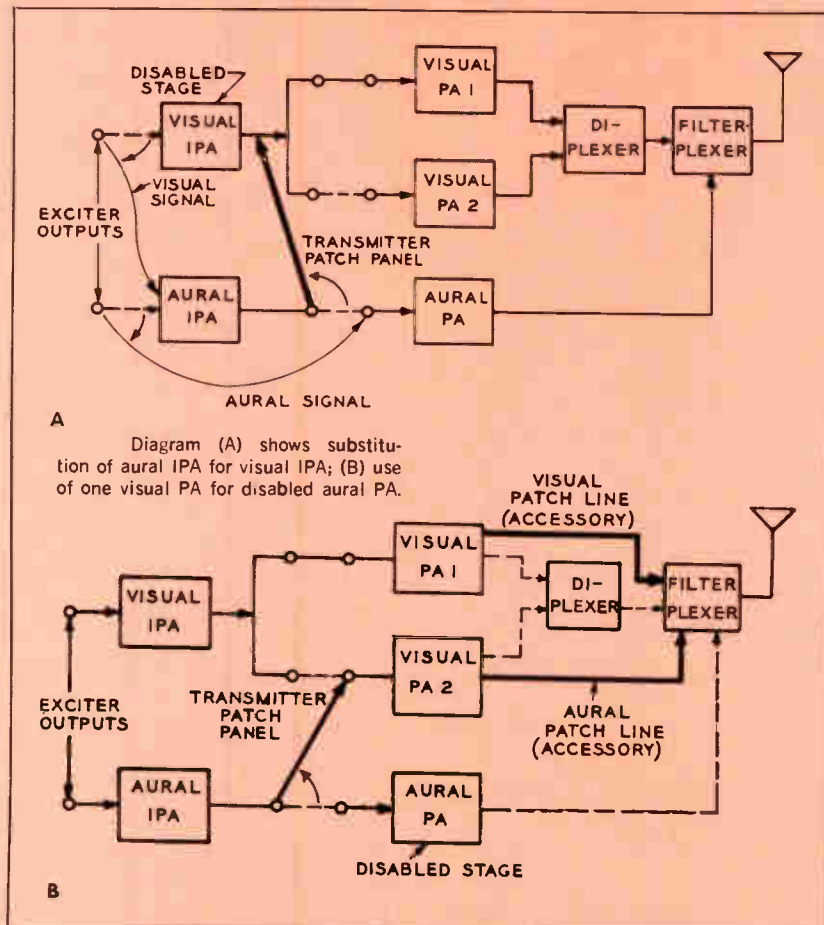 DISABLED
STAGE
VISUAL
IPA
VISUAL
SIGNAL
EXCITER
OUTPUTS
AURAL
IPA
TRANSMITTER
PATCH PANEL
AURAL SIGNAL
VISUAL
PA 1
VISUAL
PA 2
AURAL
PA
DI-
PLEXER
FILTER-
PLEXER
A
Diagram (A) shows substitu-
tion of aural IPA for visual IPA; (B) use
of one visual PA for disabled aural PA.
VISUAL
PATCH LINE
(ACCESSORY)
VISUAL
IPA
EXCITER
OUTPUTS
AURAL
IPA
TRANSMITTER
PATCH PANEL
VISUAL
PA 1
VISUAL
PA 2
DI-
PLEXER
FILTER
PLEXER
AURAL
PATCH LINE
(ACCESSORY)
AURAL
PA
DISABLED STAGE
B